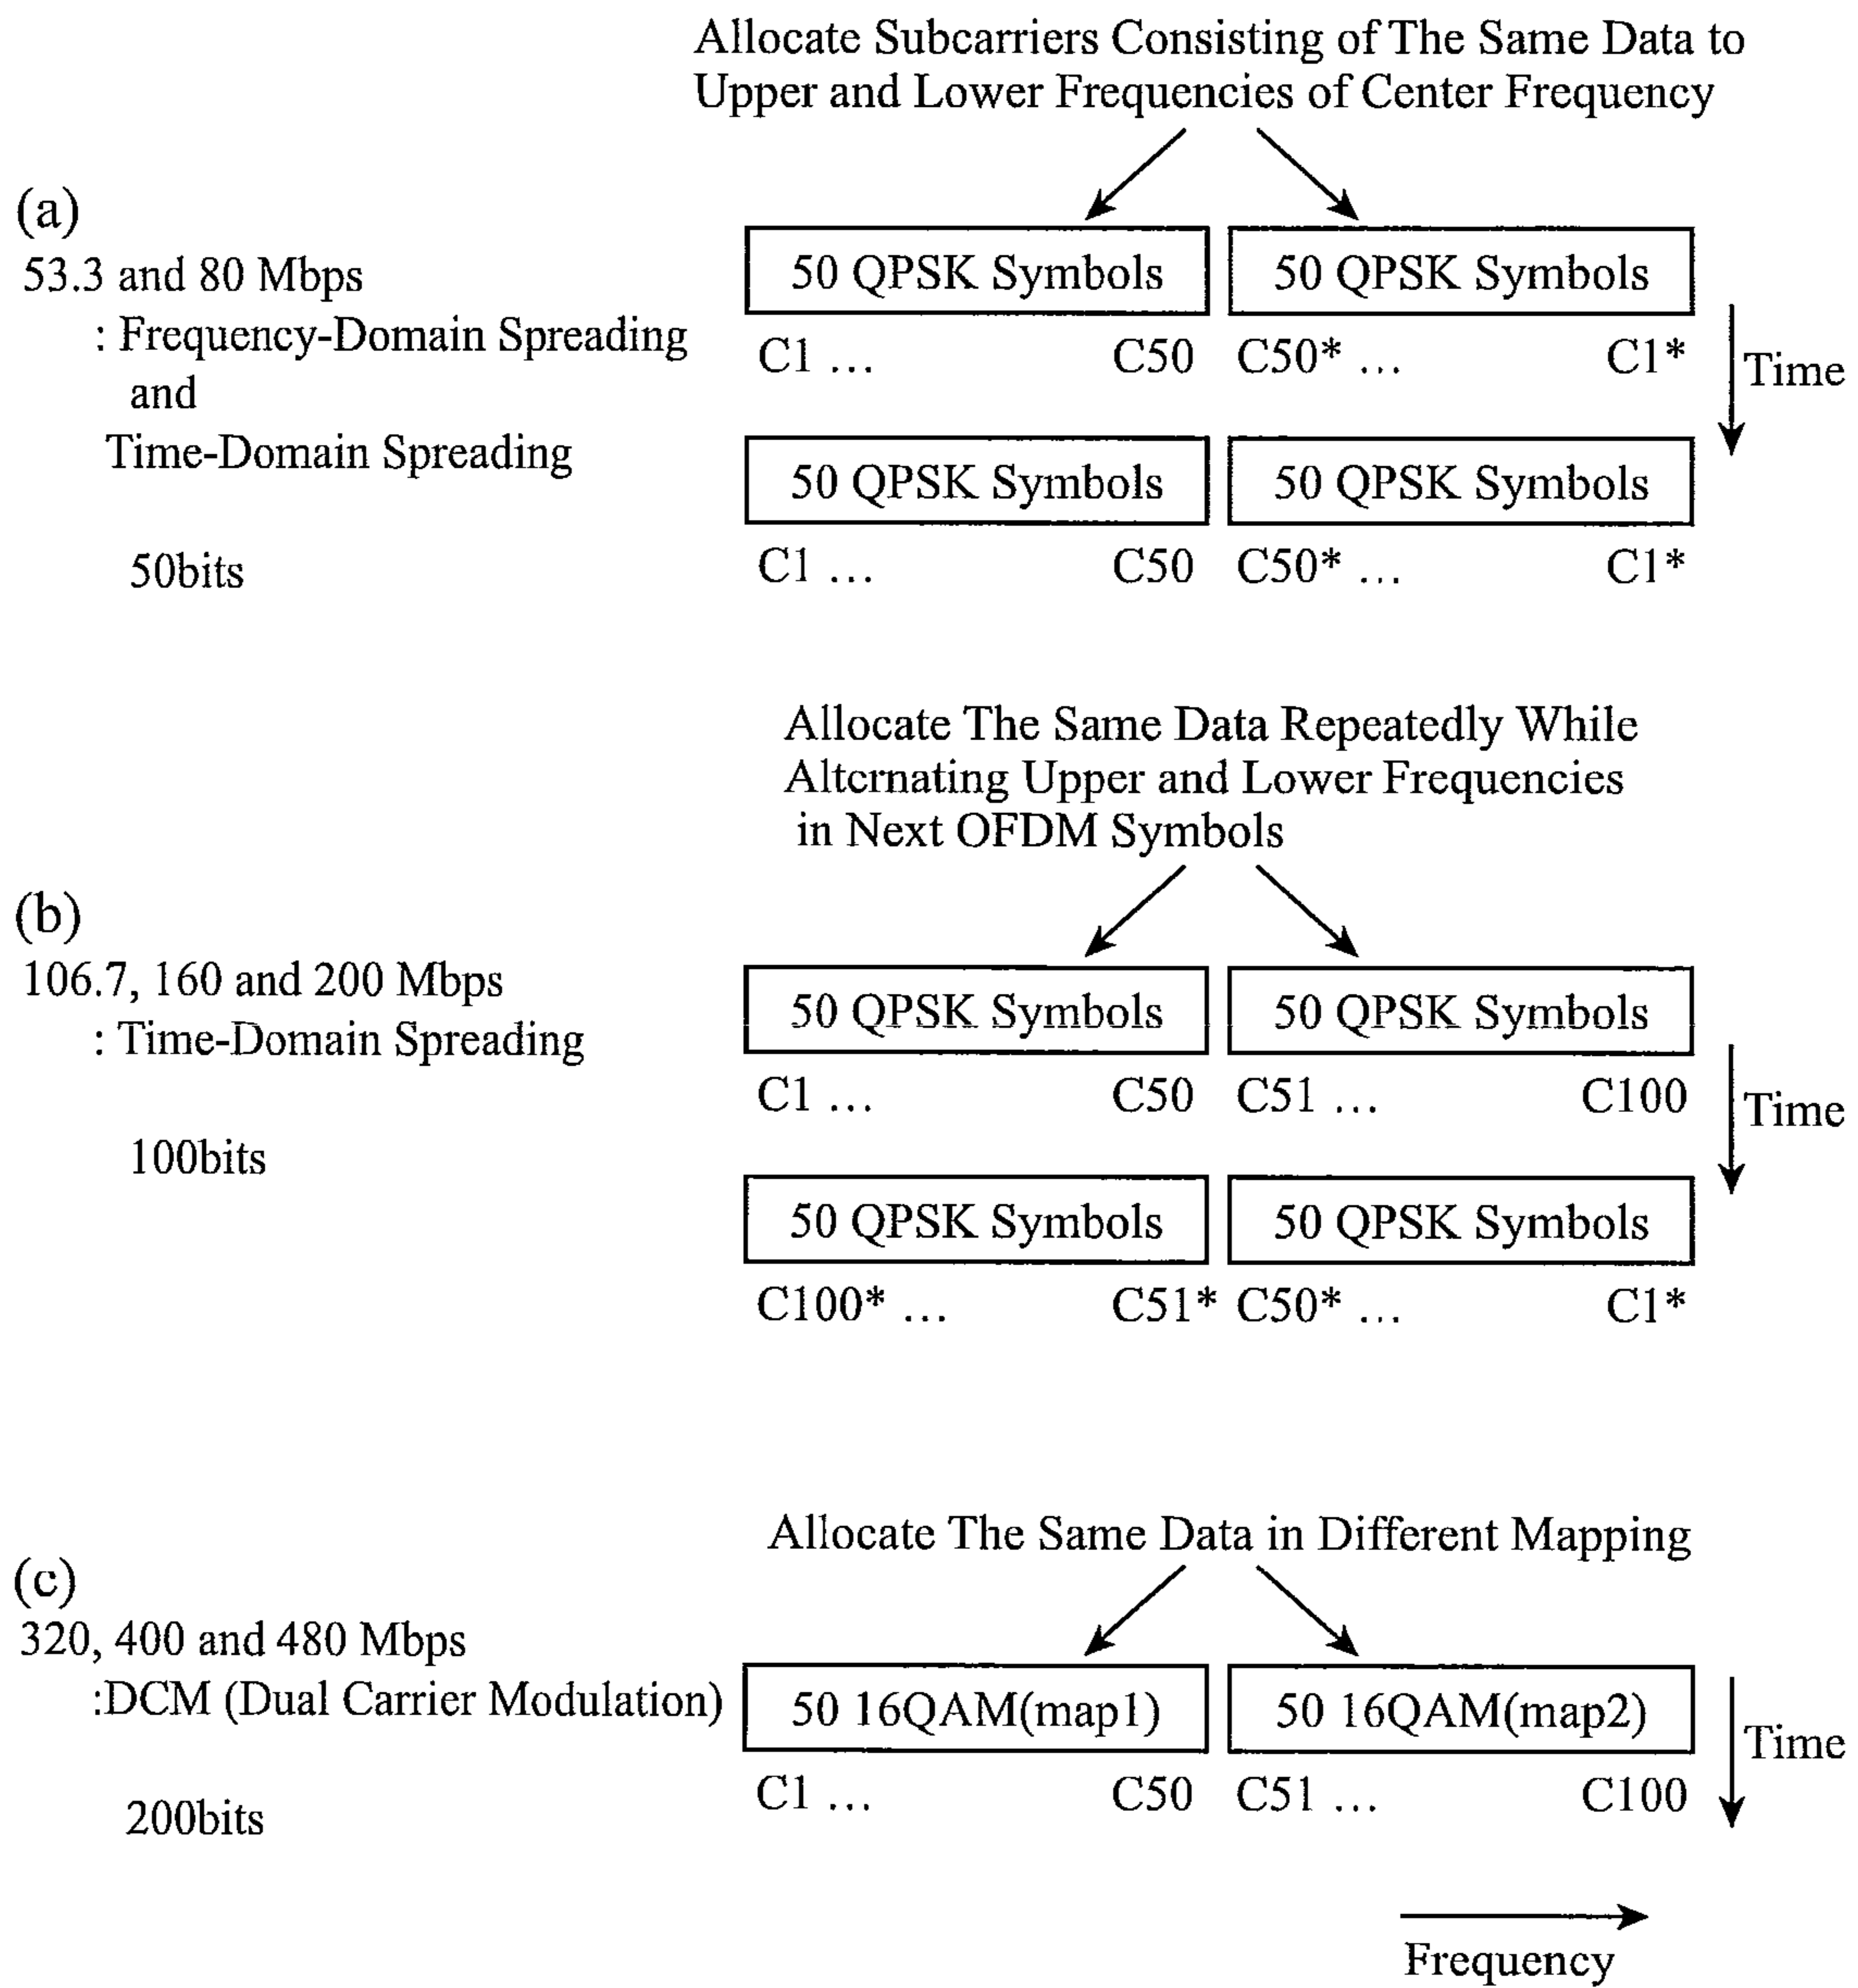 Allocate Subcarriers Consisting of The Same Data to
Upper and Lower Frequencies of Center Frequency
(a)
53.3 and 80 Mbps
: Frequency-Domain Spreading
and
Time-Domain Spreading
50bits
50 QPSK Symbols 50 QPSK Symbols
C1 ... C50 C50* ... C1*
Time
50 QPSK Symbols 50 QPSK Symbols
C1 ... C50 C50* ... C1*
Allocate The Same Data Repeatedly While
Alternating Upper and Lower Frequencies
in Next OFDM Symbols
(b)
106.7, 160 and 200 Mbps
: Time-Domain Spreading
100bits
50 QPSK Symbols 50 QPSK Symbols
C1 ... C50 C51 ... C100
Time
50 QPSK Symbols 50 QPSK Symbols
C100* ... C51* C50* ... C1*
Allocate The Same Data in Different Mapping
(c)
320, 400 and 480 Mbps
:DCM (Dual Carrier Modulation)
200bits
50 16QAM(map1) 50 16QAM(map2)
C1 ... C50 C51 ... C100
Time
Frequency